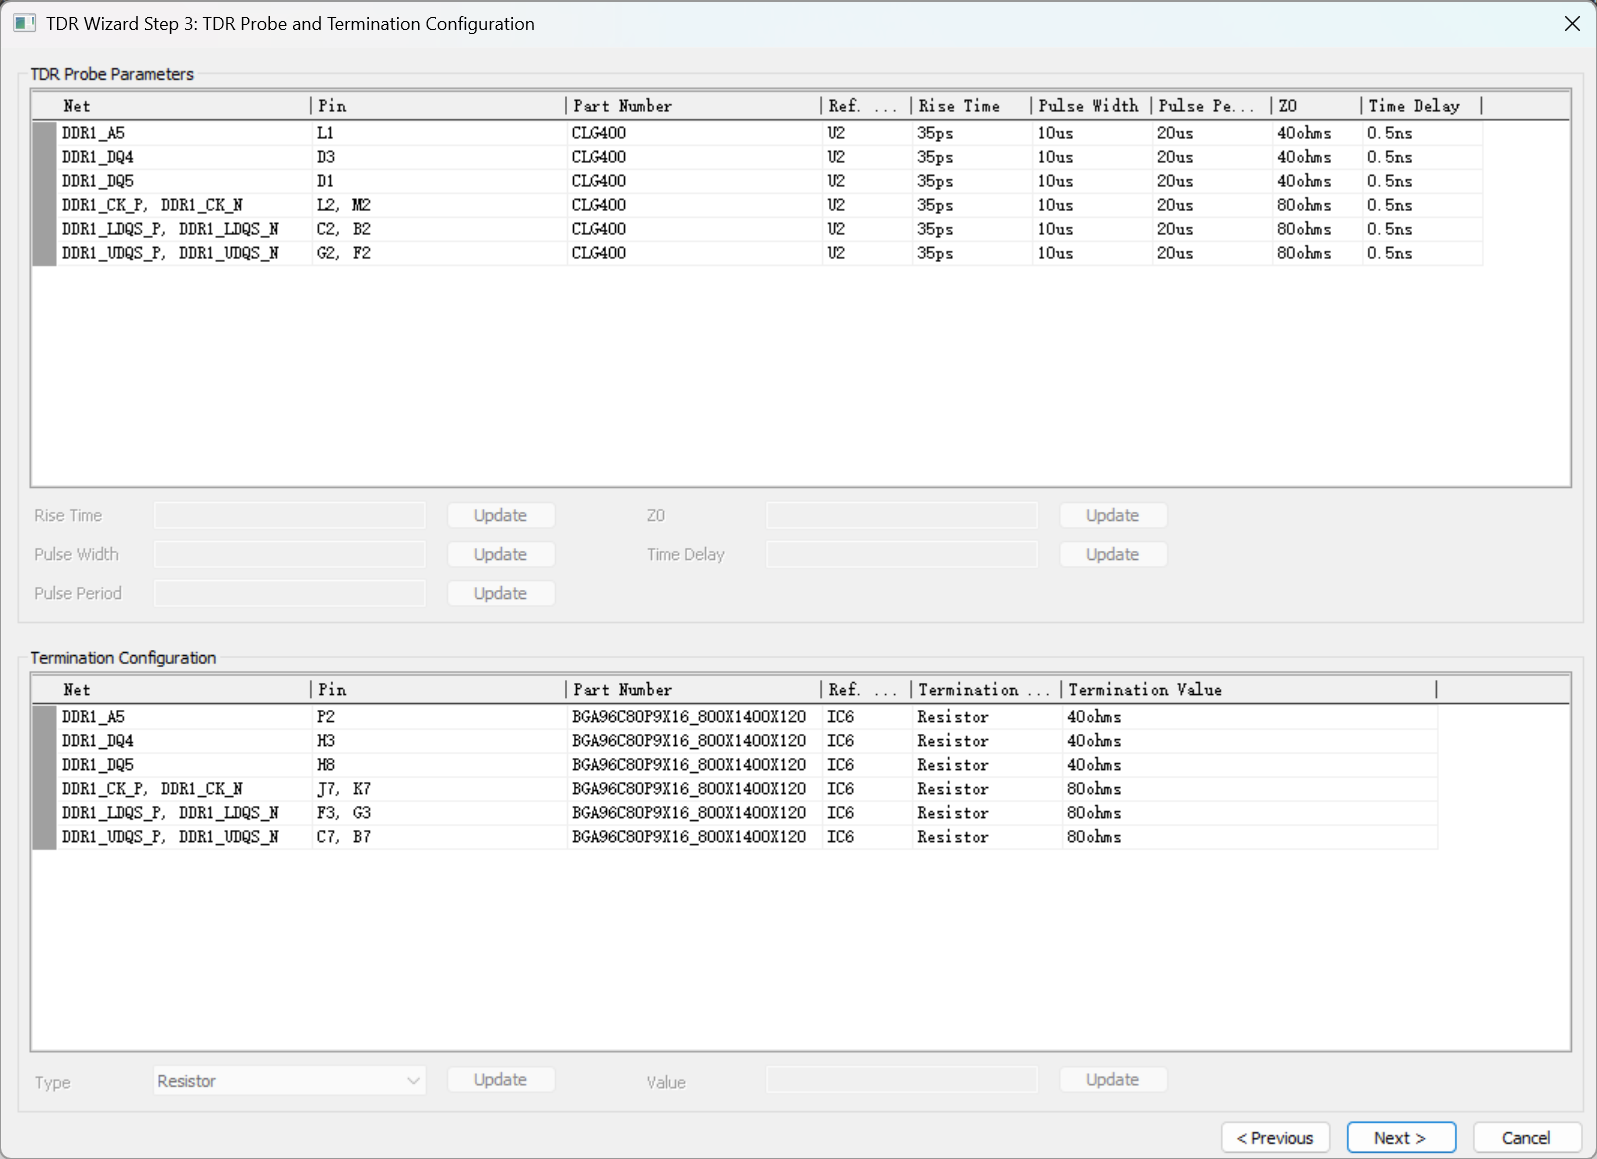 TDR Wizard Step 3: TDR Probe and Termination Configuration
TDR Probe Parameters
Net Pin Part Number Ref. ... Rise Time Pulse Width Pulse Pe... Z0 Time Delay
DDR1_A5 L1 CLG400 U2 35ps 10us 20us 40ohms 0.5ns
DDR1_DQ4 D3 CLG400 U2 35ps 10us 20us 40ohms 0.5ns
DDR1_DQ5 D1 CLG400 U2 35ps 10us 20us 40ohms 0.5ns
DDR1_CK_P, DDR1_CK_N L2, M2 CLG400 U2 35ps 10us 20us 80ohms 0.5ns
DDR1_LDQS_P, DDR1_LDQS_N C2, B2 CLG400 U2 35ps 10us 20us 80ohms 0.5ns
DDR1_UDQS_P, DDR1_UDQS_N G2, F2 CLG400 U2 35ps 10us 20us 80ohms 0.5ns
Rise Time Update Z0 Update
Pulse Width Update Time Delay Update
Pulse Period Update
Termination Configuration
Net Pin Part Number Ref. ... Termination ... Termination Value
DDR1_A5 P2 BGA96C80P9X16_800X1400X120 IC6 Resistor 40ohms
DDR1_DQ4 H3 BGA96C80P9X16_800X1400X120 IC6 Resistor 40ohms
DDR1_DQ5 H8 BGA96C80P9X16_800X1400X120 IC6 Resistor 40ohms
DDR1_CK_P, DDR1_CK_N J7, K7 BGA96C80P9X16_800X1400X120 IC6 Resistor 80ohms
DDR1_LDQS_P, DDR1_LDQS_N F3, G3 BGA96C80P9X16_800X1400X120 IC6 Resistor 80ohms
DDR1_UDQS_P, DDR1_UDQS_N C7, B7 BGA96C80P9X16_800X1400X120 IC6 Resistor 80ohms
Type Resistor Update Value Update
< Previous Next > Cancel